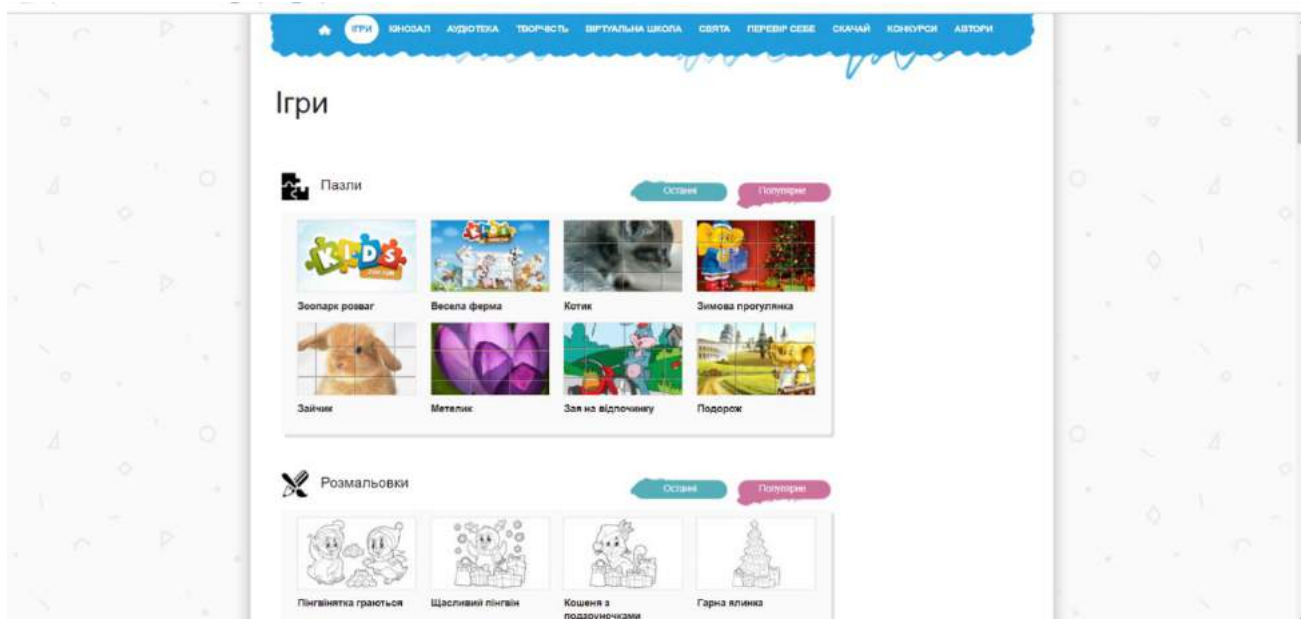 ІГРИ КІНОЗАЛ АУДІОТЕКА ТВОРЧІСТЬ ВІРТУАЛЬНА ШКОЛА СВЯТА ПЕРЕВІР СЕБЕ СКАЧАЙ КОНКУРСИ АВТОРИ
Ігри
Пазли
Останні Популярне
KIDS
Зоопарк розваг Весела ферма Котик Зимова прогулянка
Зайчик Метелик Зая на відпочинку Подорож
Розмальовки
Останні Популярне
Пінгвінятка граються Щасливий пінгвін Кошеня з Гарна ялинка
подарунками